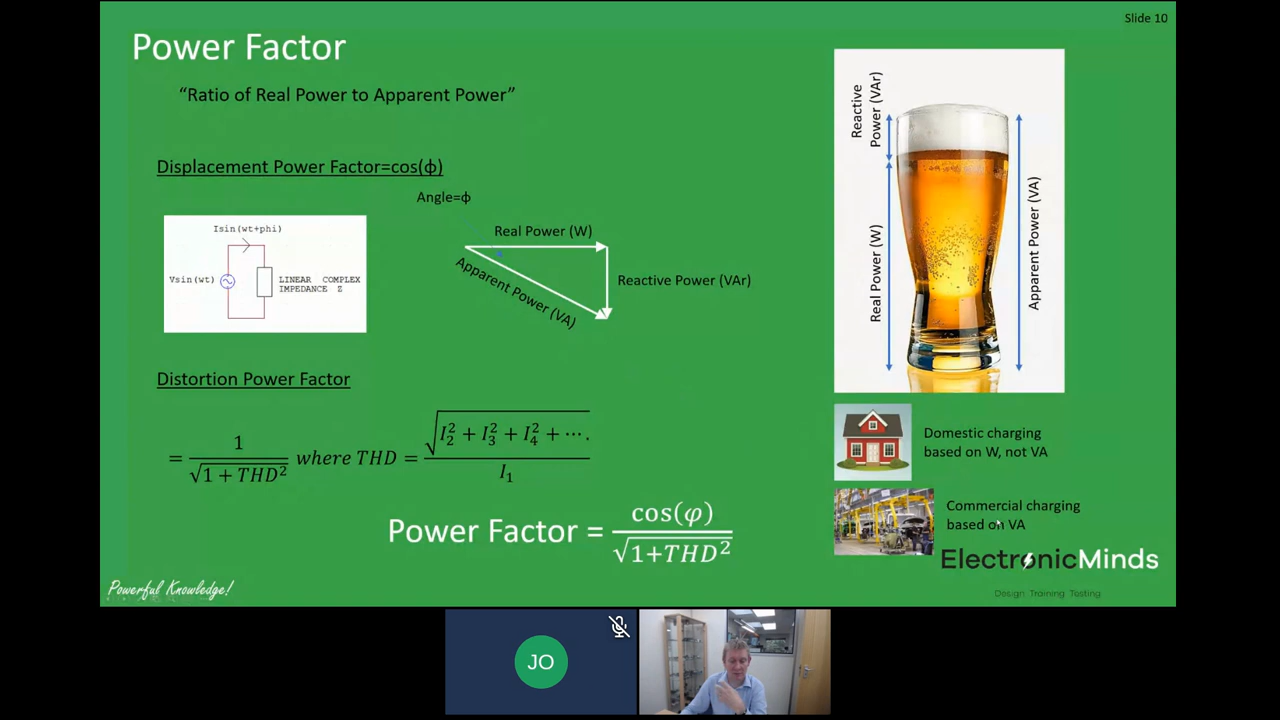 Slide 10
Power Factor
“Ratio of Real Power to Apparent Power”
Displacement Power Factor=cos(ϕ)
Angle=ϕ
Isin(wt+phi)
Vsin(wt)
LINEAR COMPLEX
IMPEDANCE Z
Real Power (W)
Apparent Power (VA)
Reactive Power (VAr)
Distortion Power Factor
= 1/√(1 + THD²) where THD = √(I₂² + I₃² + I₄² + ⋯.)/I₁
Power Factor = cos(φ)/√(1+THD²)
Reactive
Power (VAr)
Real Power (W)
Apparent Power (VA)
Domestic charging
based on W, not VA
Commercial charging
based on VA
ElectronicMinds
Design Training Testing
Powerful Knowledge!
JO